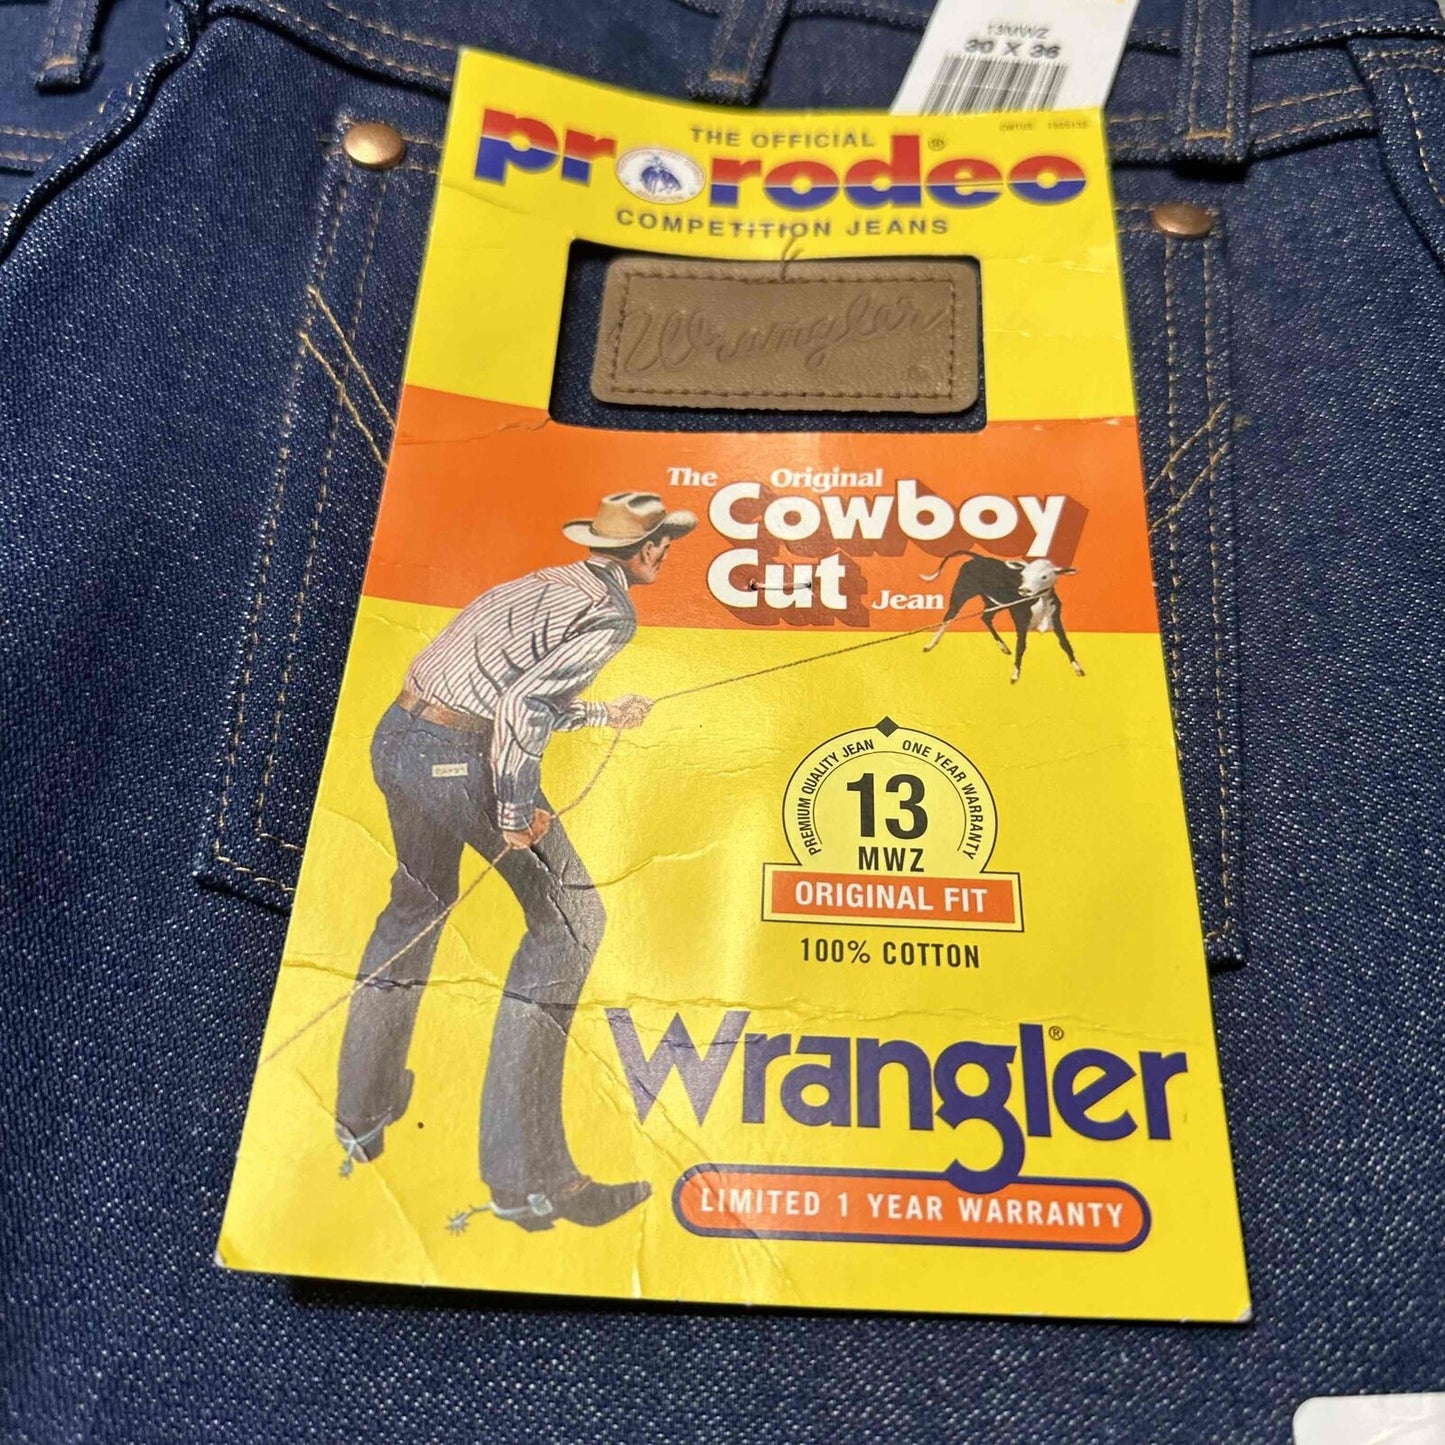 13MWZ
30 X 36
THE OFFICIAL
prorodeo®
COMPETITION JEANS
Wrangler
The Original
Cowboy
Cut Jean
PREMIUM QUALITY JEAN ONE YEAR WARRANTY
13
MWZ
ORIGINAL FIT
100% COTTON
Wrangler®
LIMITED 1 YEAR WARRANTY